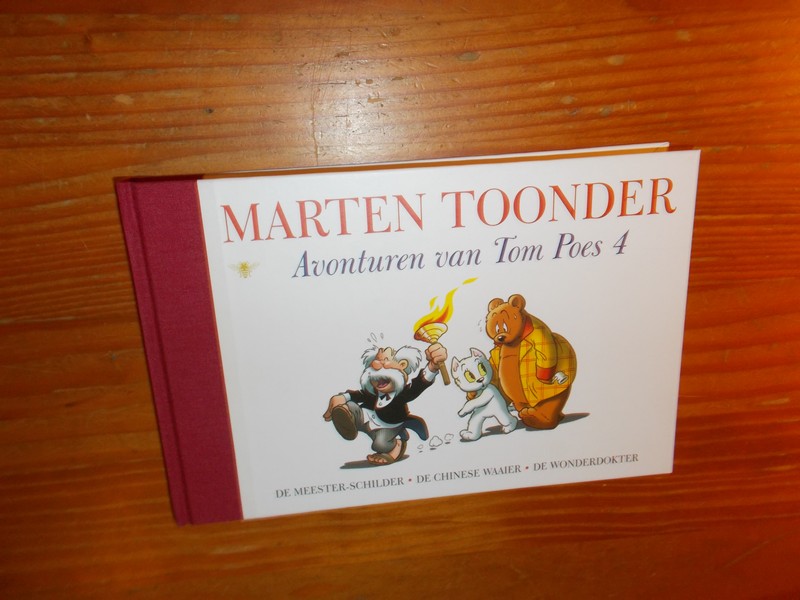 MARTEN TOONDER
Avonturen van Tom Poes 4
DE MEESTER-SCHILDER • DE CHINESE WAAIER • DE WONDERDOKTER